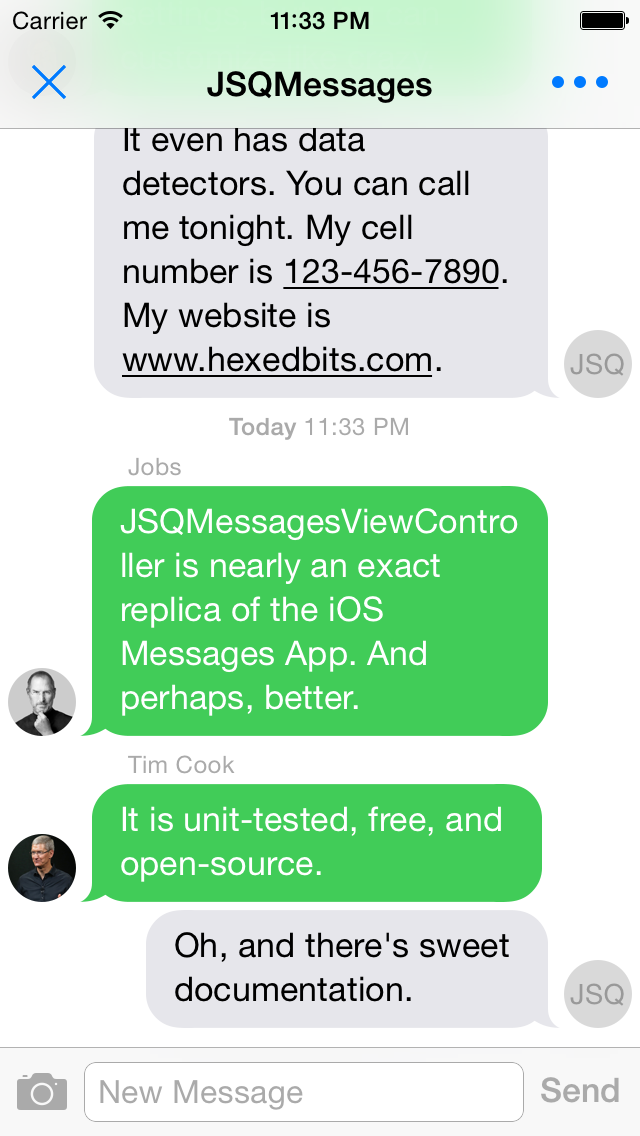 Carrier 11:33 PM
JSQMessages
It even has data
detectors. You can call
me tonight. My cell
number is 123-456-7890.
My website is
www.hexedbits.com.
JSQ
Today 11:33 PM
Jobs
JSQMessagesViewContro
ller is nearly an exact
replica of the iOS
Messages App. And
perhaps, better.
Tim Cook
It is unit-tested, free, and
open-source.
Oh, and there's sweet
documentation.
JSQ
New Message Send